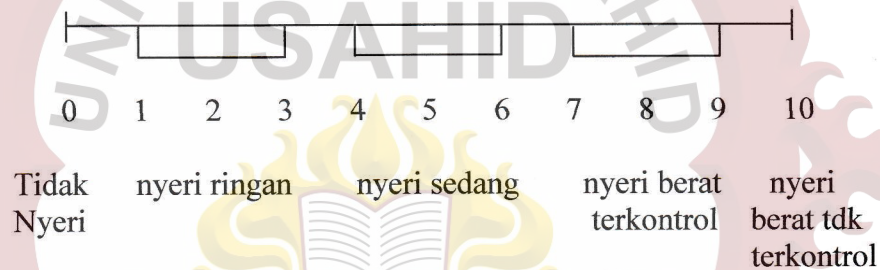 USAHID
0 1 2 3 4 5 6 7 8 9 10
Tidak nyeri ringan nyeri sedang nyeri berat nyeri
Nyeri terkontrol berat tdk
terkontrol